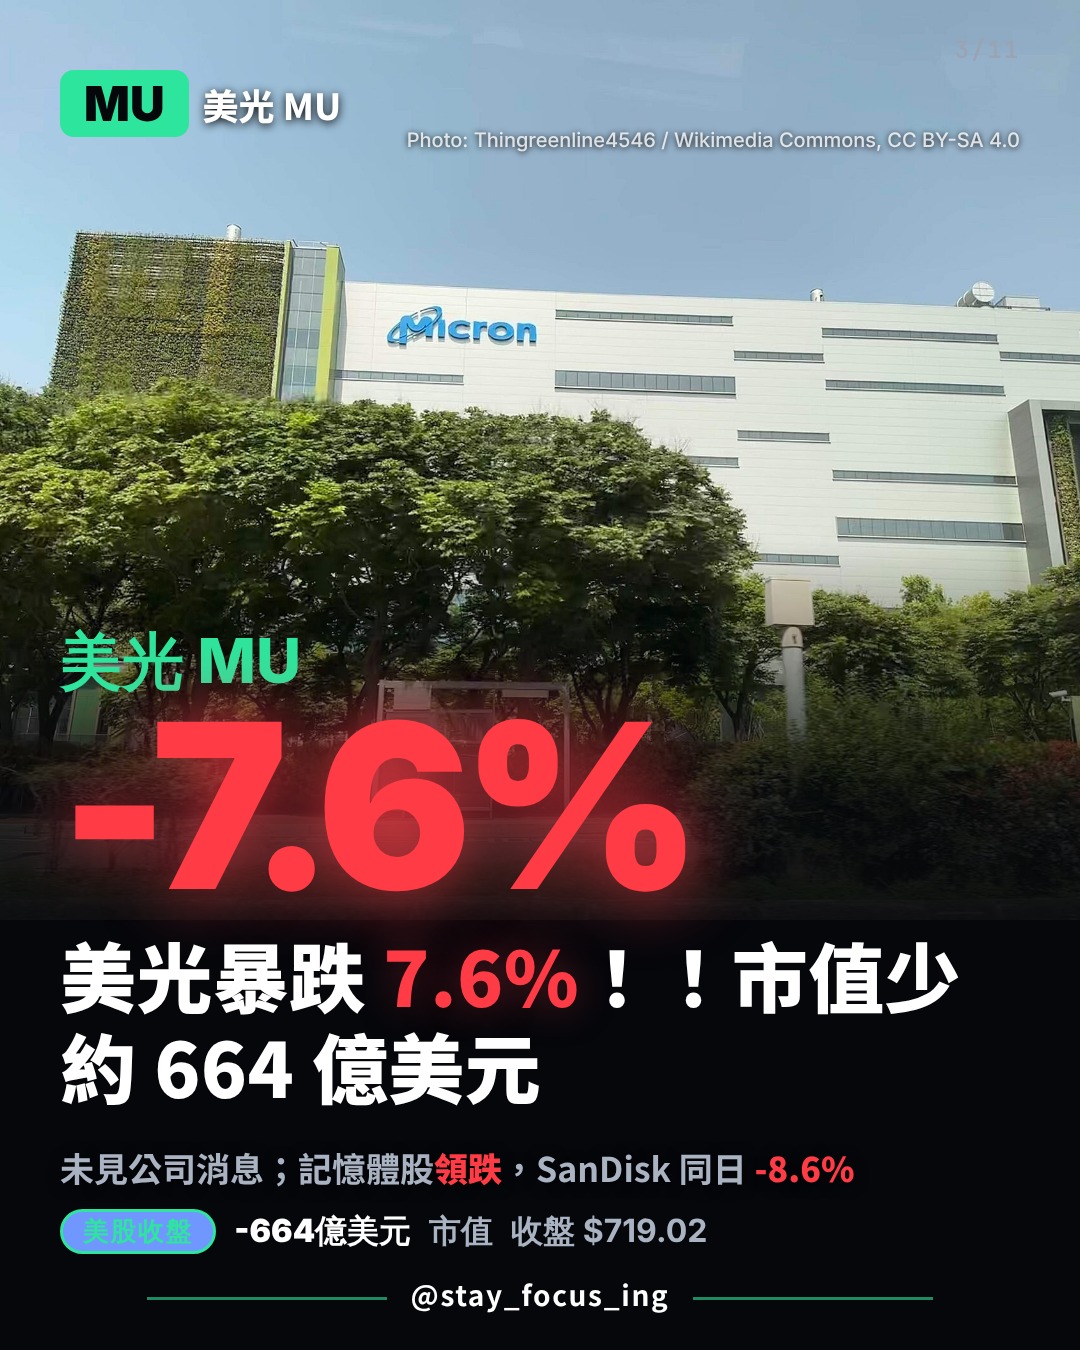 3/11
MU 美光 MU
Photo: Thingreenline4546 / Wikimedia Commons, CC BY-SA 4.0
Micron
美光 MU
-7.6%
美光暴跌 7.6%！！市值少
約 664 億美元
未見公司消息；記憶體股領跌，SanDisk 同日 -8.6%
美股收盤 -664億美元 市值 收盤 $719.02
@stay_focus_ing